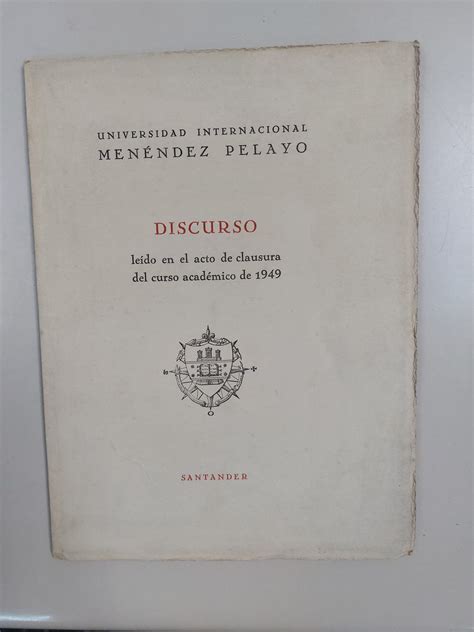 UNIVERSIDAD INTERNACIONAL
MENÉNDEZ PELAYO
DISCURSO
leído en el acto de clausura
del curso académico de 1949
SANTANDER